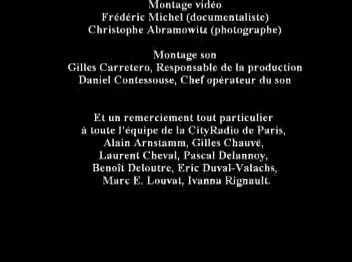 Montage vidéo
Frédéric Michel (documentaliste)
Christophe Abramowitz (photographe)
Montage son
Gilles Carretero, Responsable de la production
Daniel Contessouse, Chef opérateur du son
Et un remerciement tout particulier
à toute l'équipe de la CityRadio de Paris,
Alain Arnstamm, Gilles Chauvé,
Laurent Cheval, Pascal Delannoy,
Benoît Deloutre, Eric Duval-Valachs,
Marc E. Louvat, Ivanna Rignault.